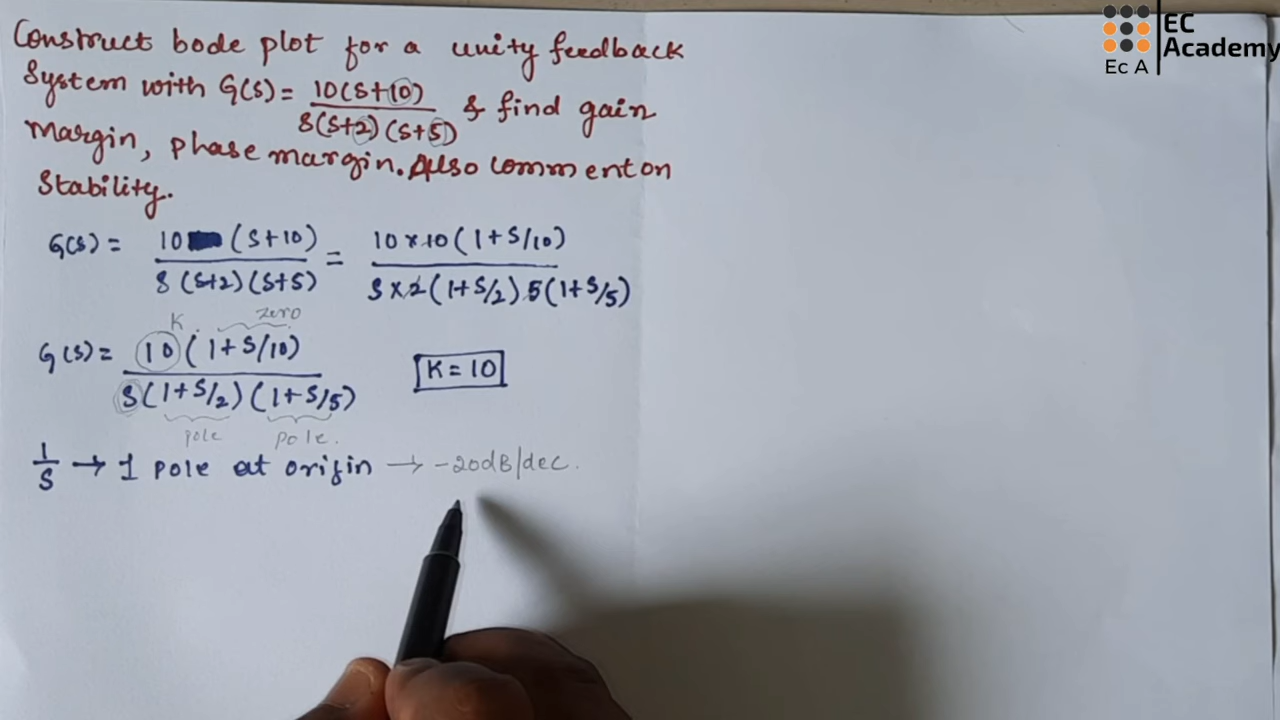 Construct bode plot for a unity feedback
System with G(s) = 10(s+10) / s(s+2)(s+5) & find gain
Margin, phase margin. Also comment on
Stability.
G(s) = 10 (s+10) / s(s+2)(s+5) = 10×10(1+s/10) / s×2(1+s/2)5(1+s/5)
K zero
G(s) = 10(1+s/10) / s(1+s/2)(1+s/5) K=10
pole pole.
1/s → 1 pole at origin → -20dB/dec.
EC
Academy
Ec A